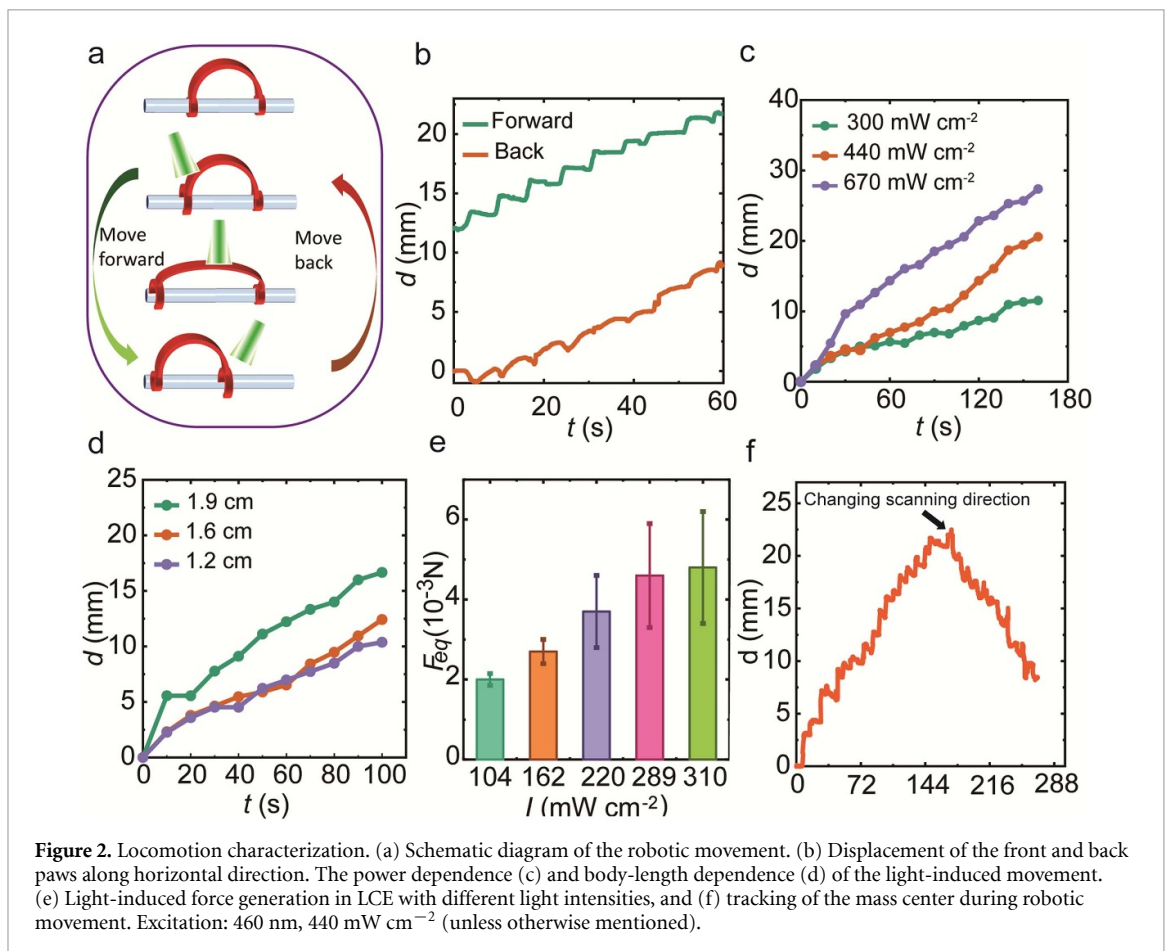 a
Move
forward
Move
back
b
Forward
Back
d (mm)
20
15
10
5
0
0 20 40 60
t (s)
c
300 mW cm-2
440 mW cm-2
670 mW cm-2
d (mm)
40
30
20
10
0
0 60 120 180
t (s)
d
1.9 cm
1.6 cm
1.2 cm
d (mm)
25
20
15
10
5
0
0 20 40 60 80 100
t (s)
e
Feq(10-3N)
6
4
2
0
104 162 220 289 310
I (mW cm-2)
f
Changing scanning direction
d (mm)
25
20
15
10
5
0
0 72 144 216 288
Figure 2. Locomotion characterization. (a) Schematic diagram of the robotic movement. (b) Displacement of the front and back
paws along horizontal direction. The power dependence (c) and body-length dependence (d) of the light-induced movement.
(e) Light-induced force generation in LCE with different light intensities, and (f) tracking of the mass center during robotic
movement. Excitation: 460 nm, 440 mW cm−2 (unless otherwise mentioned).